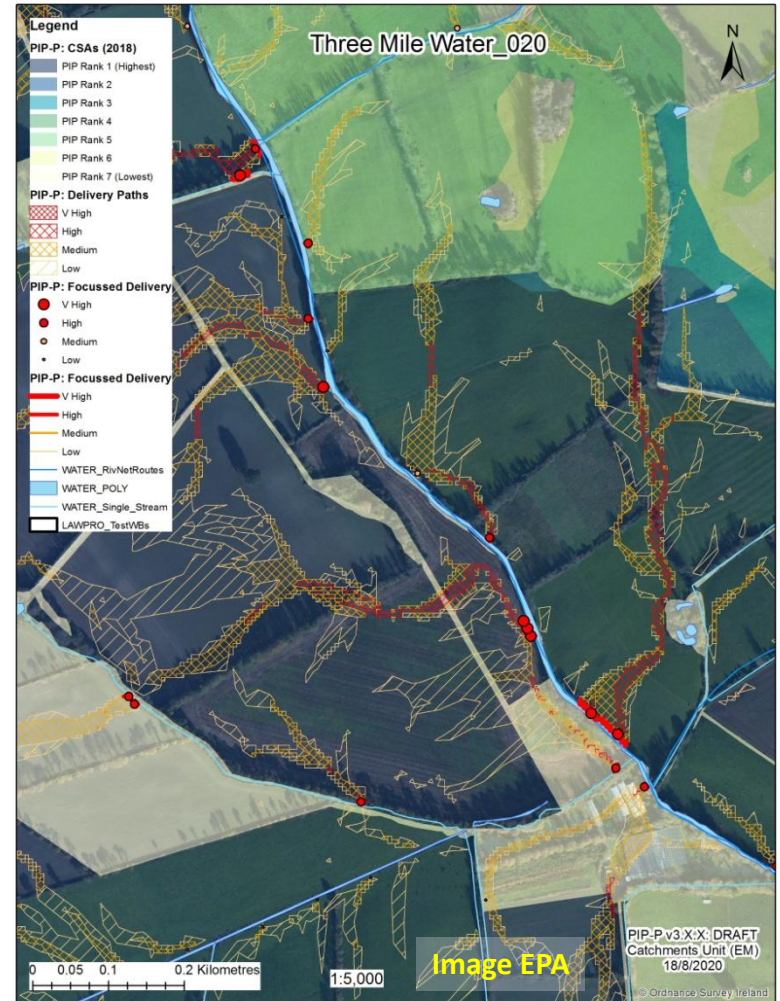 Legend
PIP-P: CSAs (2018)
PIP Rank 1 (Highest)
PIP Rank 2
PIP Rank 3
PIP Rank 4
PIP Rank 5
PIP Rank 6
PIP Rank 7 (Lowest)
PIP-P: Delivery Paths
V High
High
Medium
Low
PIP-P: Focussed Delivery
V High
High
Medium
Low
PIP-P: Focussed Delivery
V High
High
Medium
Low
WATER_RivNetRoutes
WATER_POLY
WATER_Single_Stream
LAWPRO_TestWBs
Three Mile Water_020
N
0 0.05 0.1 0.2 Kilometres
1:5,000
Image EPA
PIP-P v3.X.X: DRAFT
Catchments Unit (EM)
18/8/2020
© Ordnance Survey Ireland